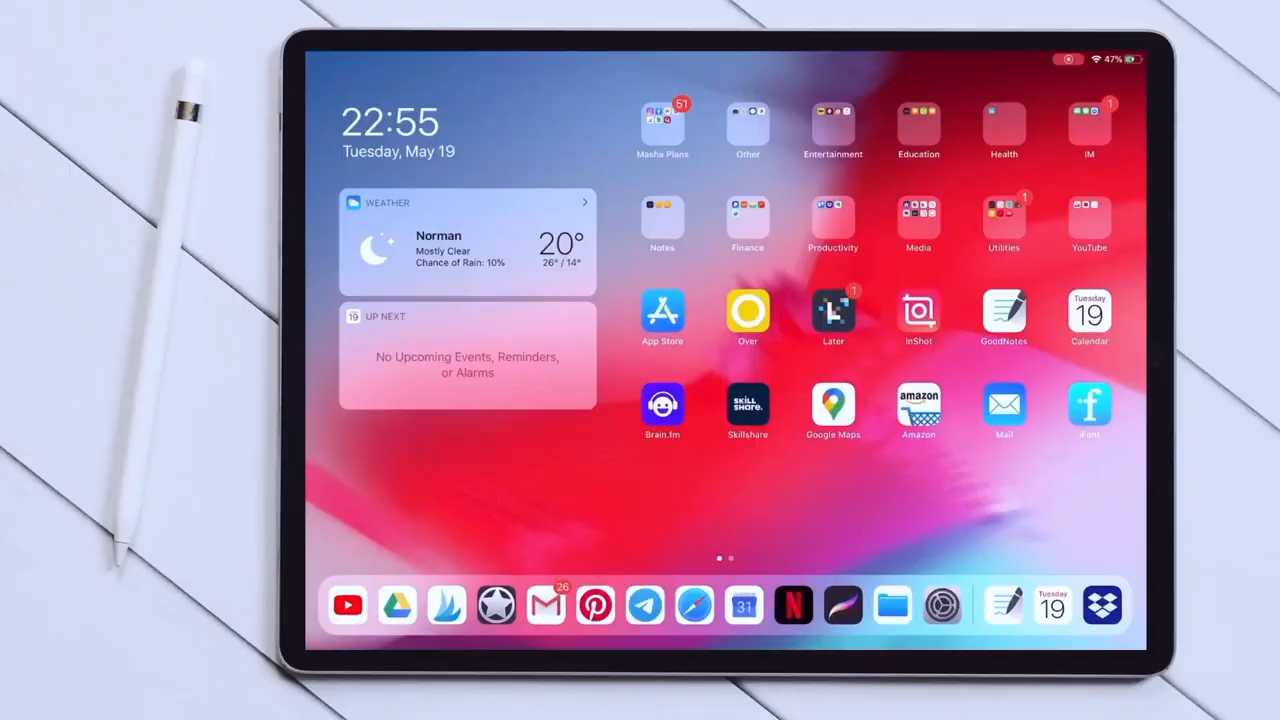 47%
22:55
Tuesday, May 19
WEATHER
Norman
Mostly Clear
Chance of Rain: 10%
20°
26° / 14°
19 UP NEXT
No Upcoming Events, Reminders,
or Alarms
51
1
Masha Plans Other Entertainment Education Health IM
1
Notes Finance Productivity Media Utilities YouTube
1
L
Tuesday
19
App Store Over Later InShot GoodNotes Calendar
SKILL
SHARE.
amazon
f
Brain.fm Skillshare Google Maps Amazon Mail iFont
26
31
N
Tuesday
19